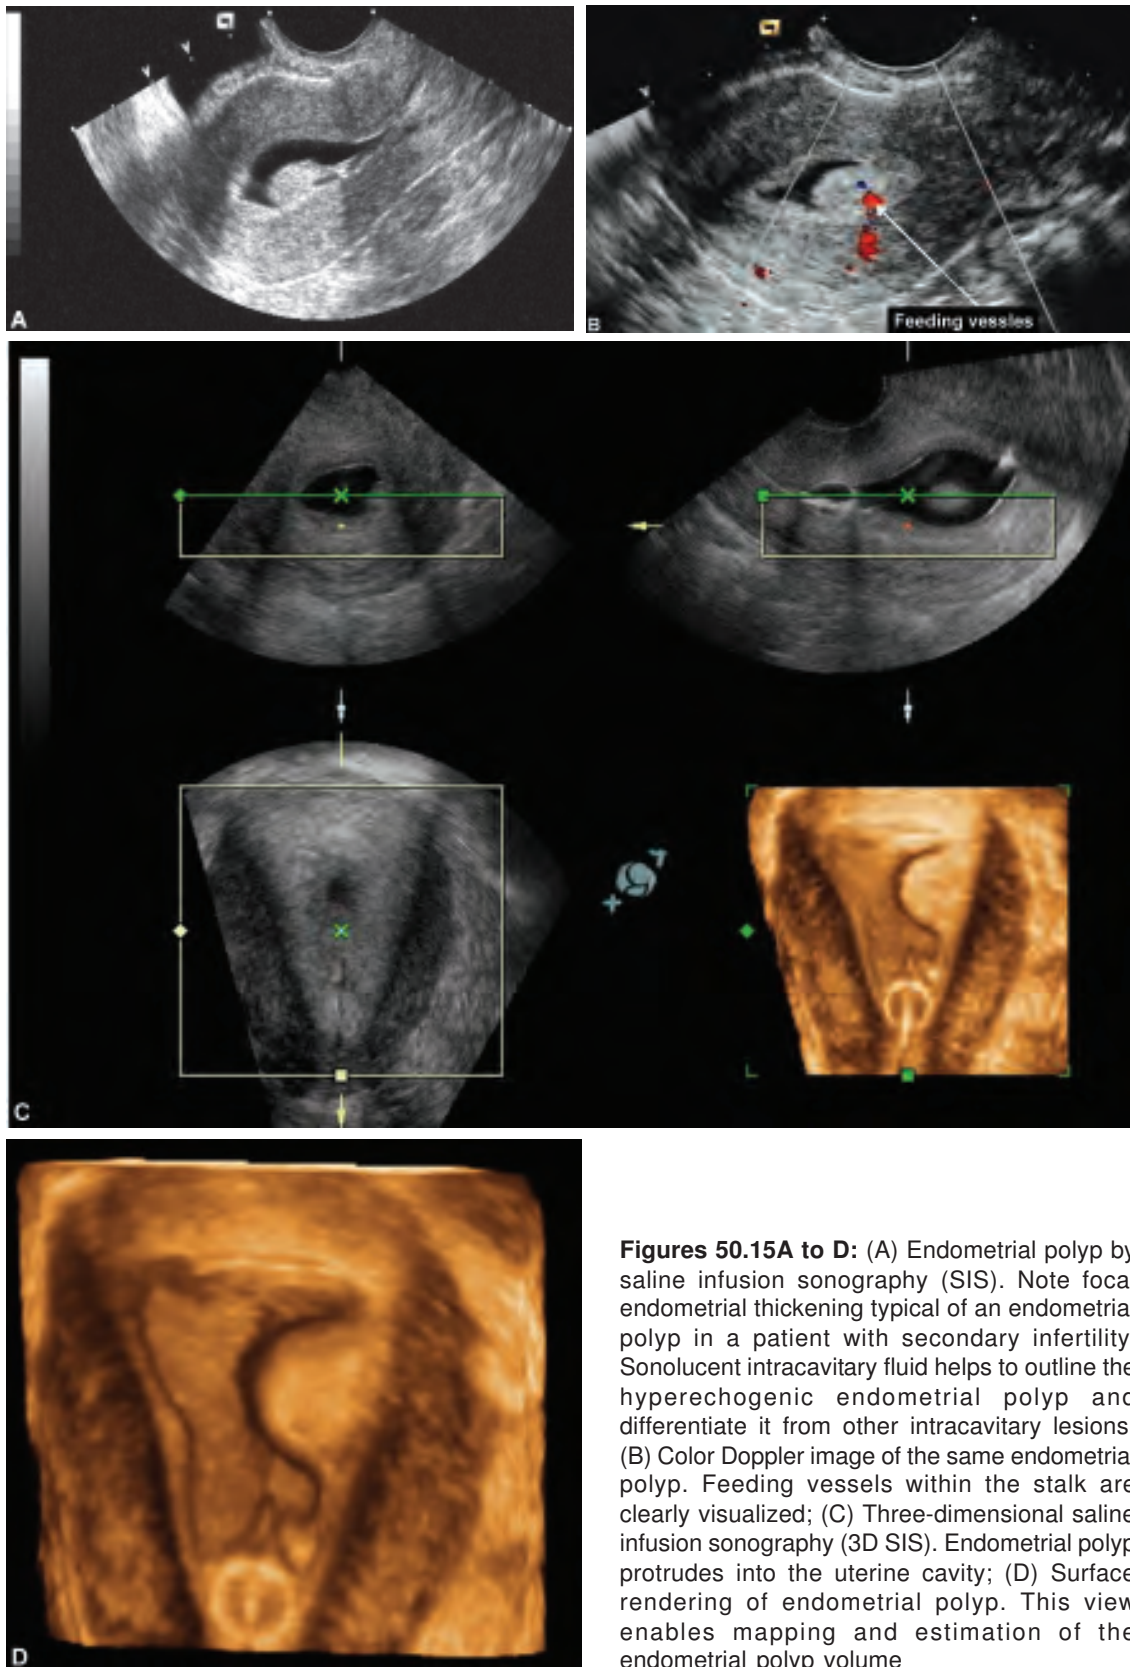 A
B
Feeding vessles
C
D
Figures 50.15A to D: (A) Endometrial polyp by
saline infusion sonography (SIS). Note foca
endometrial thickening typical of an endometria
polyp in a patient with secondary infertility
Sonolucent intracavitary fluid helps to outline the
hyperechogenic endometrial polyp and
differentiate it from other intracavitary lesions
(B) Color Doppler image of the same endometria
polyp. Feeding vessels within the stalk are
clearly visualized; (C) Three-dimensional saline
infusion sonography (3D SIS). Endometrial polyp
protrudes into the uterine cavity; (D) Surface
rendering of endometrial polyp. This view
enables mapping and estimation of the
endometrial polyp volume